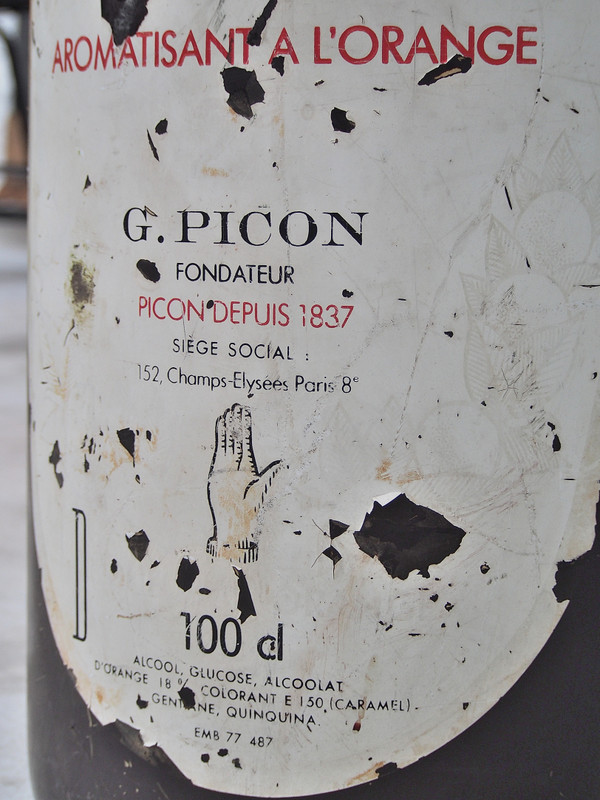 AROMATISANT A L'ORANGE
G. PICON
FONDATEUR
PICON DEPUIS 1837
SIÈGE SOCIAL :
152, Champs-Elysées Paris 8e
D
100 cl
ALCOOL, GLUCOSE, ALCOOLAT
D'ORANGE 18 % COLORANT E 150 (CARAMEL).
GENTIANE, QUINQUINA.
EMB 77 487